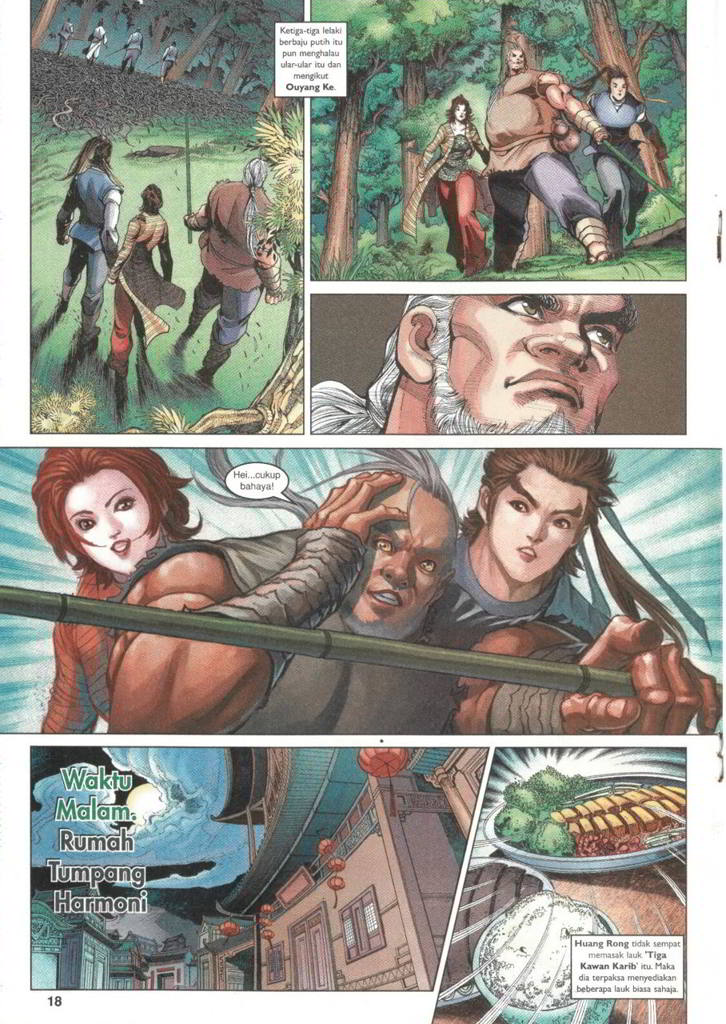 Ketiga-tiga lelaki
berbaju putih itu
pun menghalau
ular-ular itu dan
mengikut
Ouyang Ke.
Hei...cukup
bahaya!
Waktu
Malam.
Rumah
Tumpang
Harmoni
Huang Rong tidak sempat
memasak lauk 'Tiga
Kawan Karib' itu. Maka
dia terpaksa menyediakan
beberapa lauk biasa sahaja.
18